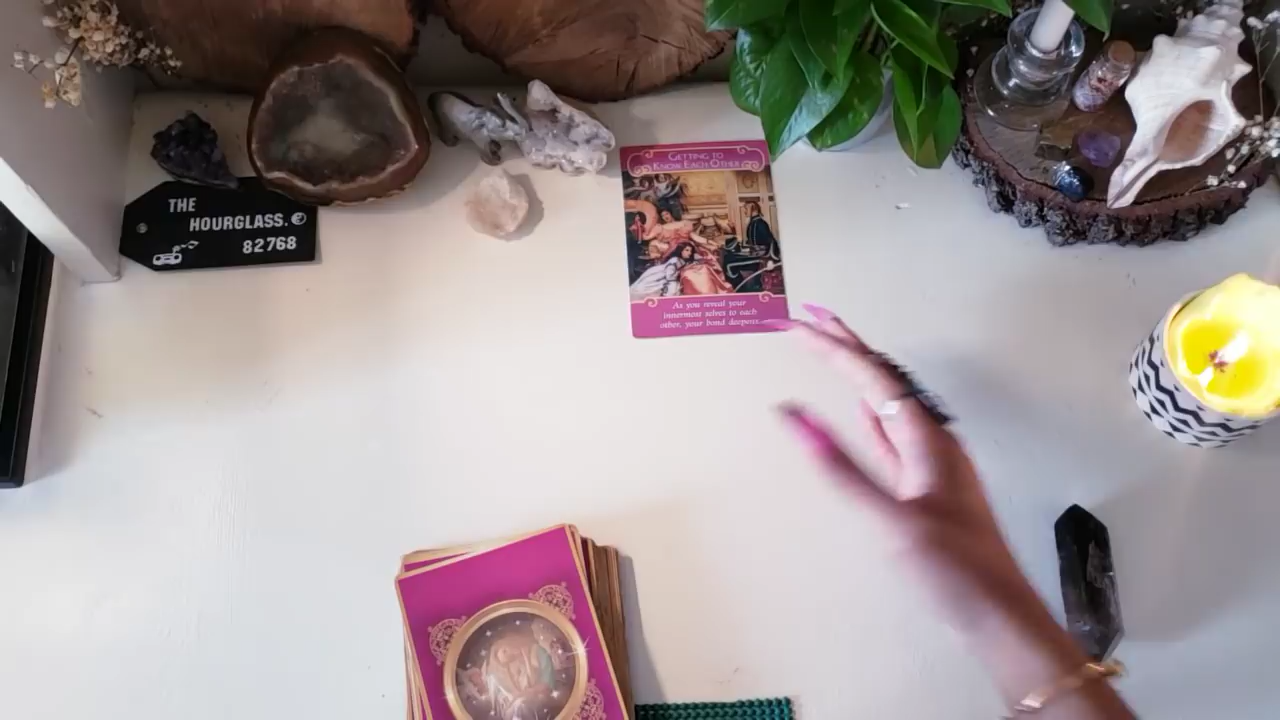 THE
HOURGLASS.
82768
GETTING TO
KNOW EACH OTHER
As you reveal your
innermost selves to each
other, your bond deepens.